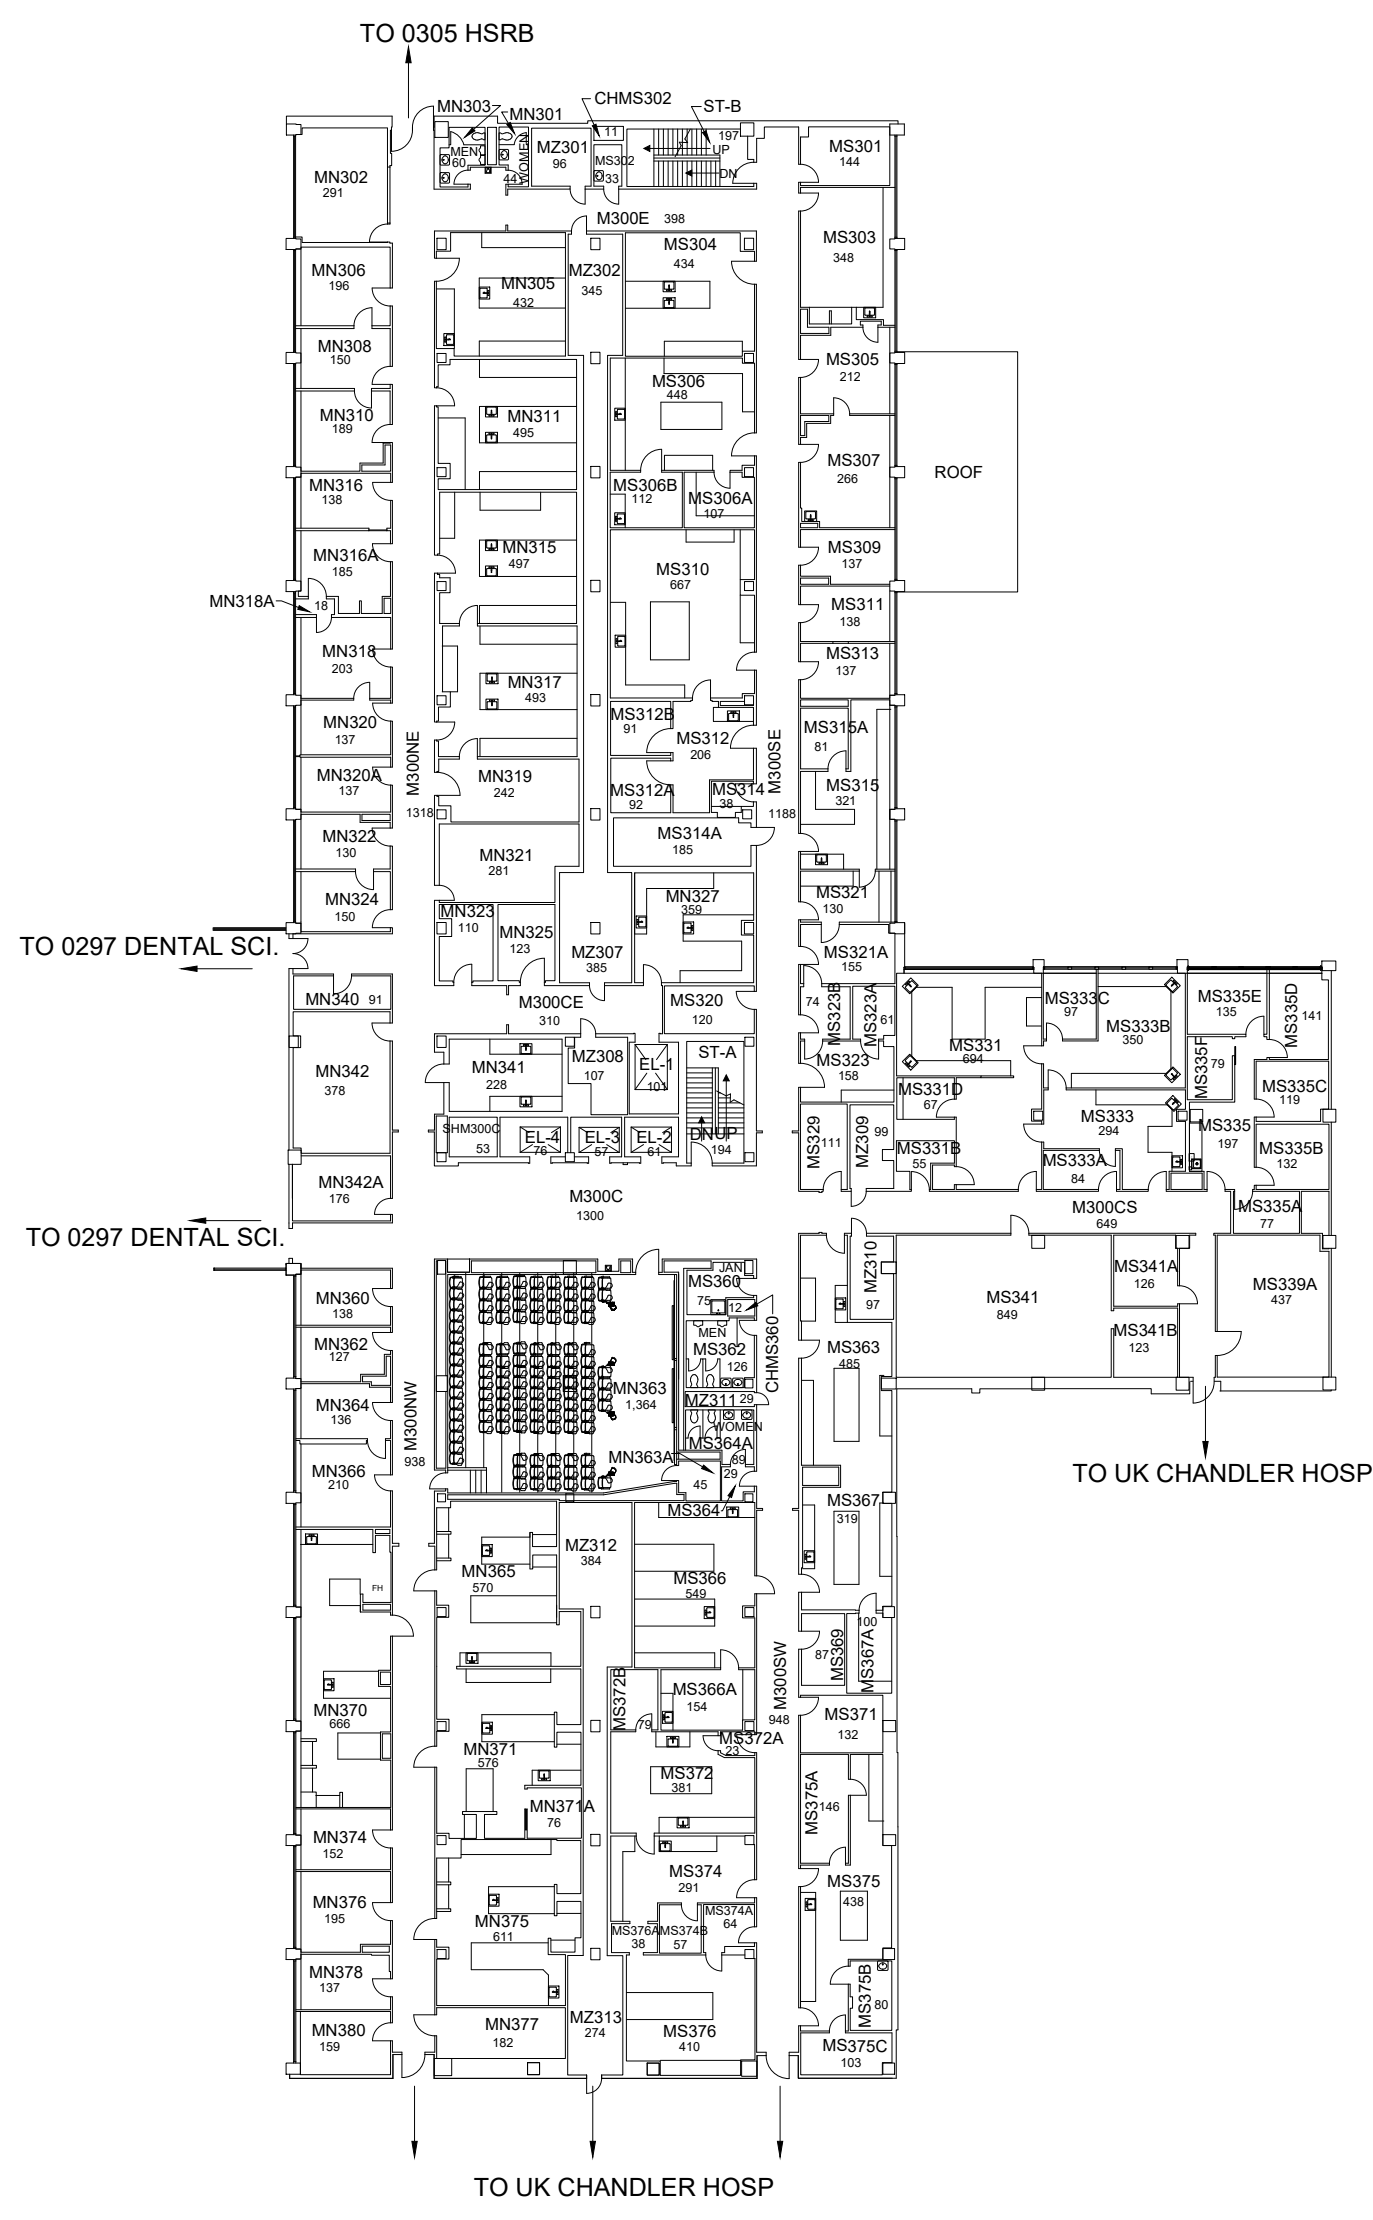 TO 0305 HSRB
MN303
MN301
CHMS302
11
ST-B
197
UP
DN
MEN
60
WOMEN
44
MZ301
96
MS302
33
MS301
144
MN302
291
M300E 398
MS303
348
MN306
196
MN305
432
MZ302
345
MS304
434
MN308
150
MS305
212
MN310
189
MN311
495
MS306
448
MS307
266
ROOF
MN316
138
MS306B
112
MS306A
107
MN316A
185
MN315
497
MS310
667
MS309
137
MN318A
18
MS311
138
MN318
203
MN317
493
MS313
137
MN320
137
M300NE
1318
MS312B
91
MS312
206
M300SE
1188
MS315A
81
MN320A
137
MN319
242
MS312A
92
MS314
38
MS315
321
MN322
130
MS314A
185
MN321
281
MN324
150
MN323
110
MN325
123
MN327
359
MS321
130
TO 0297 DENTAL SCI.
MZ307
385
MS321A
155
MN340 91
M300CE
310
MS320
120
74
MS323B
MS323A
61
MS333C
97
MS333B
350
MS335E
135
MS335D
141
MN342
378
MN341
228
MZ308
107
EL-1
101
ST-A
MS323
158
MS331
694
MS335F
79
MS335C
119
MS331D
67
SHM300C
53
EL-4
76
EL-3
57
EL-2
61
DNUP
194
MS329
111
MZ309
99
MS333
294
MS335
197
MS335B
132
MS331B
55
MS333A
84
MN342A
176
M300C
1300
M300CS
649
MS335A
77
TO 0297 DENTAL SCI.
MN360
138
JAN
MS360
75
12
CHMS360
MZ310
97
MS341
849
MS341A
126
MS339A
437
MN362
127
MEN
MS362
126
MS363
485
MS341B
123
MN364
136
MN363
1,364
MZ311 29
M300NW
938
WOMEN
MS364A
89
MN366
210
MN363A
45
29
MS364
TO UK CHANDLER HOSP
MS367
319
MN365
570
MZ312
384
MS366
549
FH
100
MS369
87
MS367A
MN370
666
MS372B
79
MS366A
154
M300SW
948
MS371
132
MN371
576
MS372A
23
MS372
381
MS375A
146
MN371A
76
MN374
152
MS374
291
MS375
438
MN376
195
MN375
611
MS376A
38
MS374B
57
MS374A
64
MN378
137
MS375B
80
MN380
159
MN377
182
MZ313
274
MS376
410
MS375C
103
TO UK CHANDLER HOSP